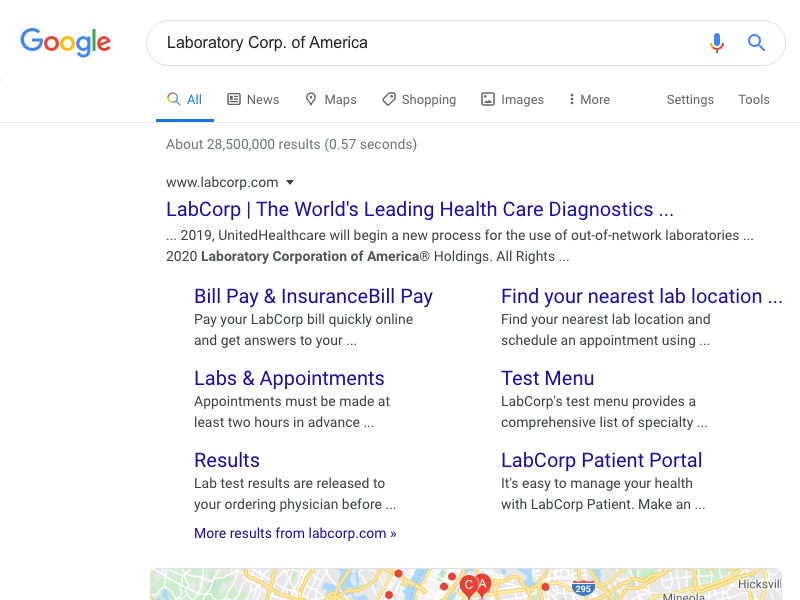 Google
Laboratory Corp. of America
All News Maps Shopping Images More Settings Tools
About 28,500,000 results (0.57 seconds)
www.labcorp.com
LabCorp | The World's Leading Health Care Diagnostics ...
... 2019, UnitedHealthcare will begin a new process for the use of out-of-network laboratories ...
2020 Laboratory Corporation of America® Holdings. All Rights ...
Bill Pay & InsuranceBill Pay
Pay your LabCorp bill quickly online
and get answers to your ...
Find your nearest lab location ...
Find your nearest lab location and
schedule an appointment using ...
Labs & Appointments
Appointments must be made at
least two hours in advance ...
Test Menu
LabCorp's test menu provides a
comprehensive list of specialty ...
Results
Lab test results are released to
your ordering physician before ...
LabCorp Patient Portal
It's easy to manage your health
with LabCorp Patient. Make an ...
More results from labcorp.com »
C A
295
Hicksvill
Mineola